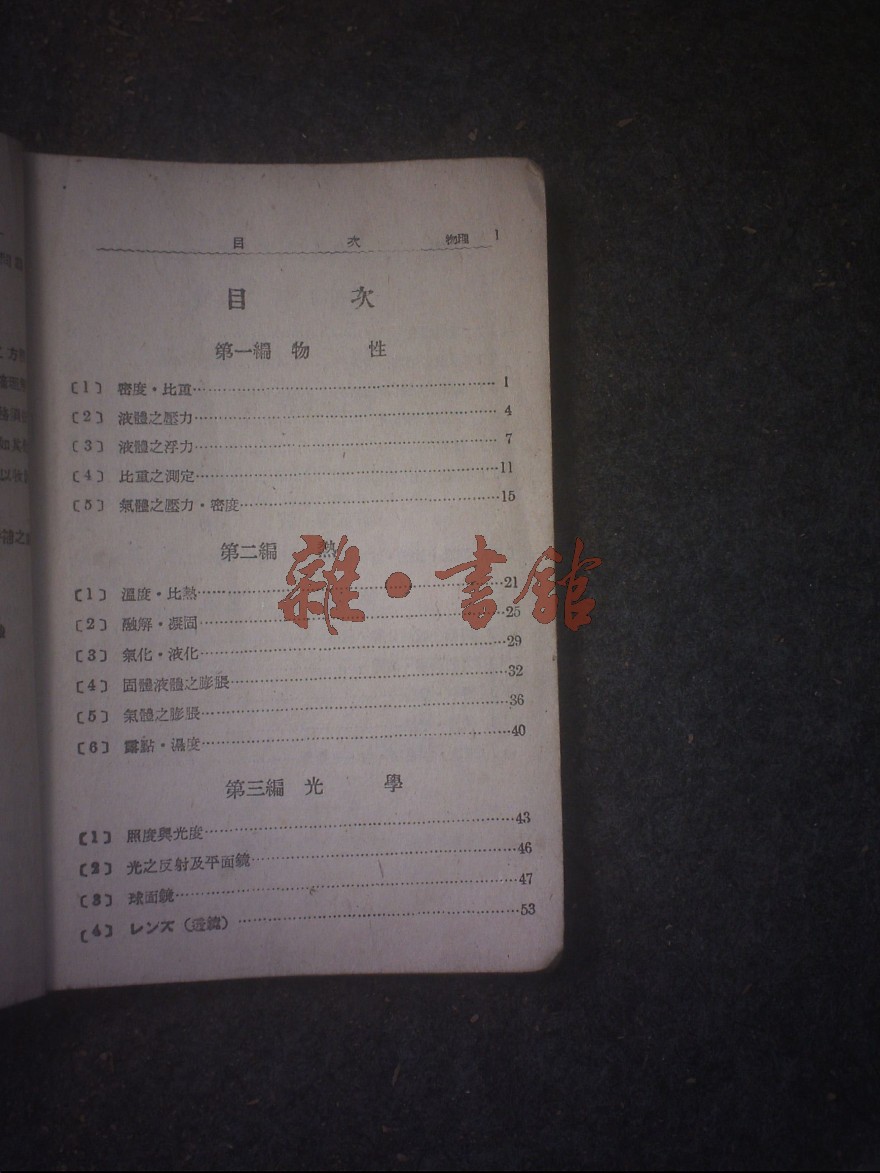 目 次 物理 1
目 次
第一編 物 性
〔1〕 密度・比重 1
〔2〕 液體之壓力 4
〔3〕 液體之浮力 7
〔4〕 比重之測定 11
〔5〕 氣體之壓力・密度 15
第二編 熱
〔1〕 溫度・比熱 21
〔2〕 融解・凝固 25
〔3〕 氣化・液化 29
〔4〕 固體液體之膨脹 32
〔5〕 氣體之膨脹 36
〔6〕 露點・濕度 40
第三編 光 學
〔1〕 照度與光度 43
〔2〕 光之反射及平面鏡 46
〔3〕 球面鏡 47
〔4〕 レンズ（透鏡） 53
雜・書館